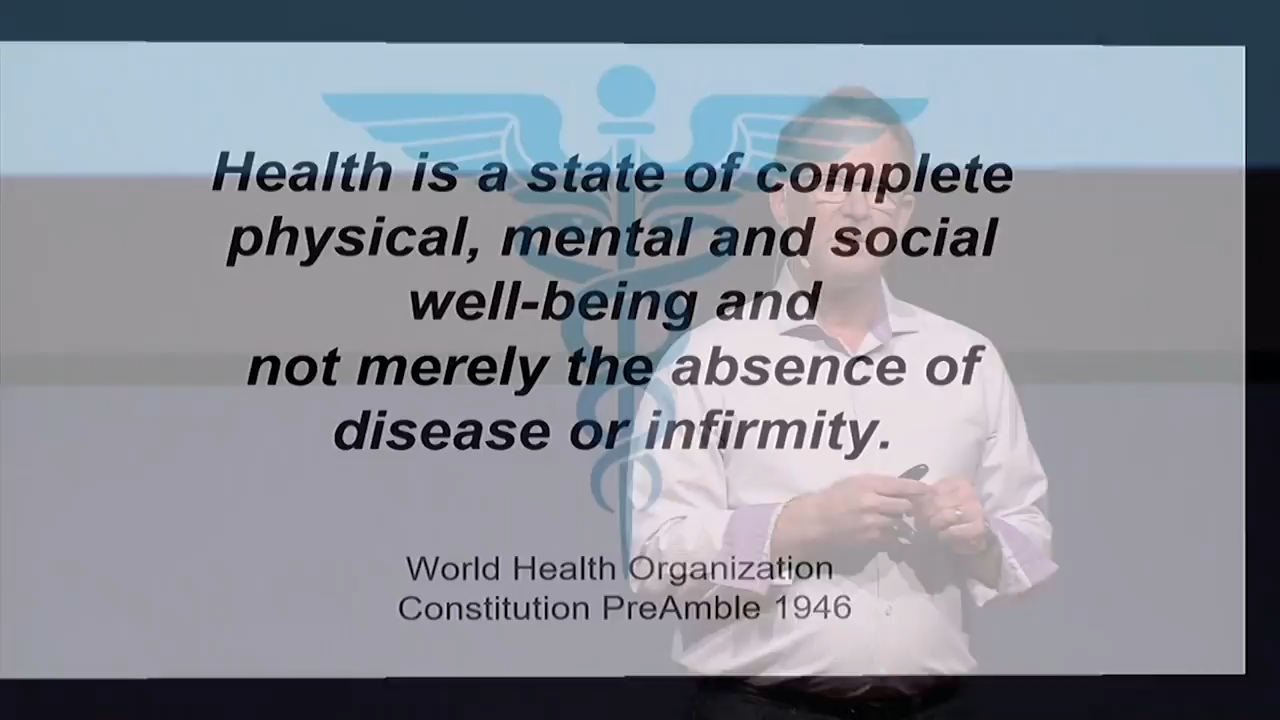 Health is a state of complete
physical, mental and social
well-being and
not merely the absence of
disease or infirmity.
World Health Organization
Constitution PreAmble 1946